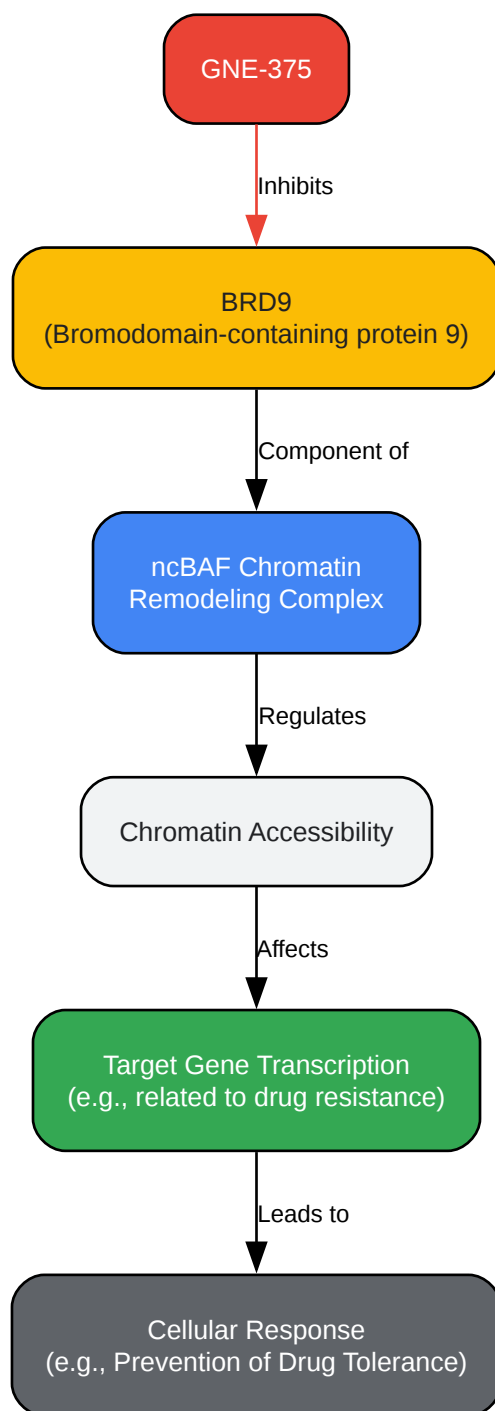 GNE-375
Inhibits
BRD9
(Bromodomain-containing protein 9)
Component of
ncBAF Chromatin
Remodeling Complex
Regulates
Chromatin Accessibility
Affects
Target Gene Transcription
(e.g., related to drug resistance)
Leads to
Cellular Response
(e.g., Prevention of Drug Tolerance)